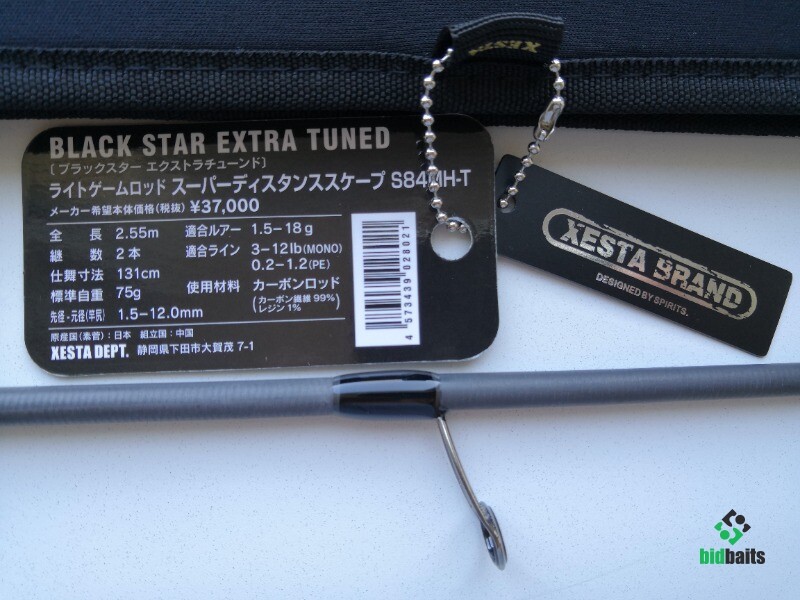 XESTA
BLACK STAR EXTRA TUNED
〔ブラックスター エクストラチューンド〕
ライトゲームロッド スーパーディスタンススケープ S84MH-T
メーカー希望本体価格(税抜) ¥37,000
全長 2.55m 適合ルアー 1.5-18g
継数 2本 適合ライン 3-12lb(MONO)
0.2-1.2(PE)
仕舞寸法 131cm
使用材料 カーボンロッド
標準自重 75g
(カーボン繊維 99%)
レジン 1%
先径・元径(竿尻) 1.5-12.0mm
原産国(素管):日本 組立国:中国
XESTA DEPT. 静岡県下田市大賀茂 7-1
4 573439 028021
XESTA BRAND
DESIGNED BY SPIRITS.
bidbaits